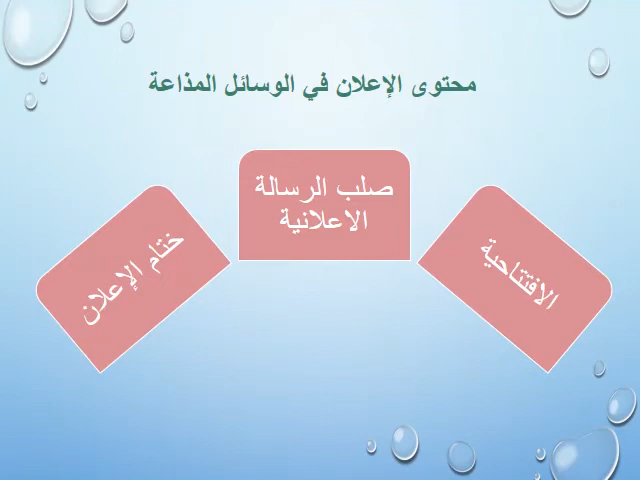 محتوى الإعلان في الوسائل المذاعة
الافتتاحية
صلب الرسالة
الاعلانية
ختام الإعلان